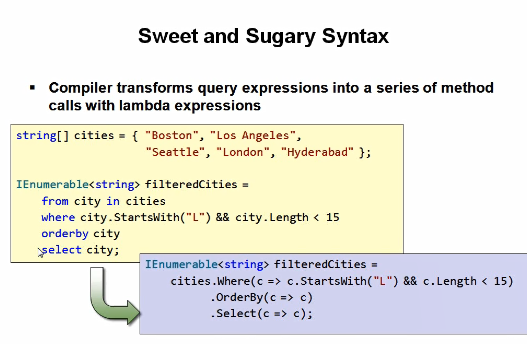 Sweet and Sugary Syntax
▪ Compiler transforms query expressions into a series of method
calls with lambda expressions
string[] cities = { "Boston", "Los Angeles",
"Seattle", "London", "Hyderabad" };
IEnumerable<string> filteredCities =
from city in cities
where city.StartsWith("L") && city.Length < 15
orderby city
select city;
IEnumerable<string> filteredCities =
cities.Where(c => c.StartsWith("L") && c.Length < 15)
.OrderBy(c => c)
.Select(c => c);